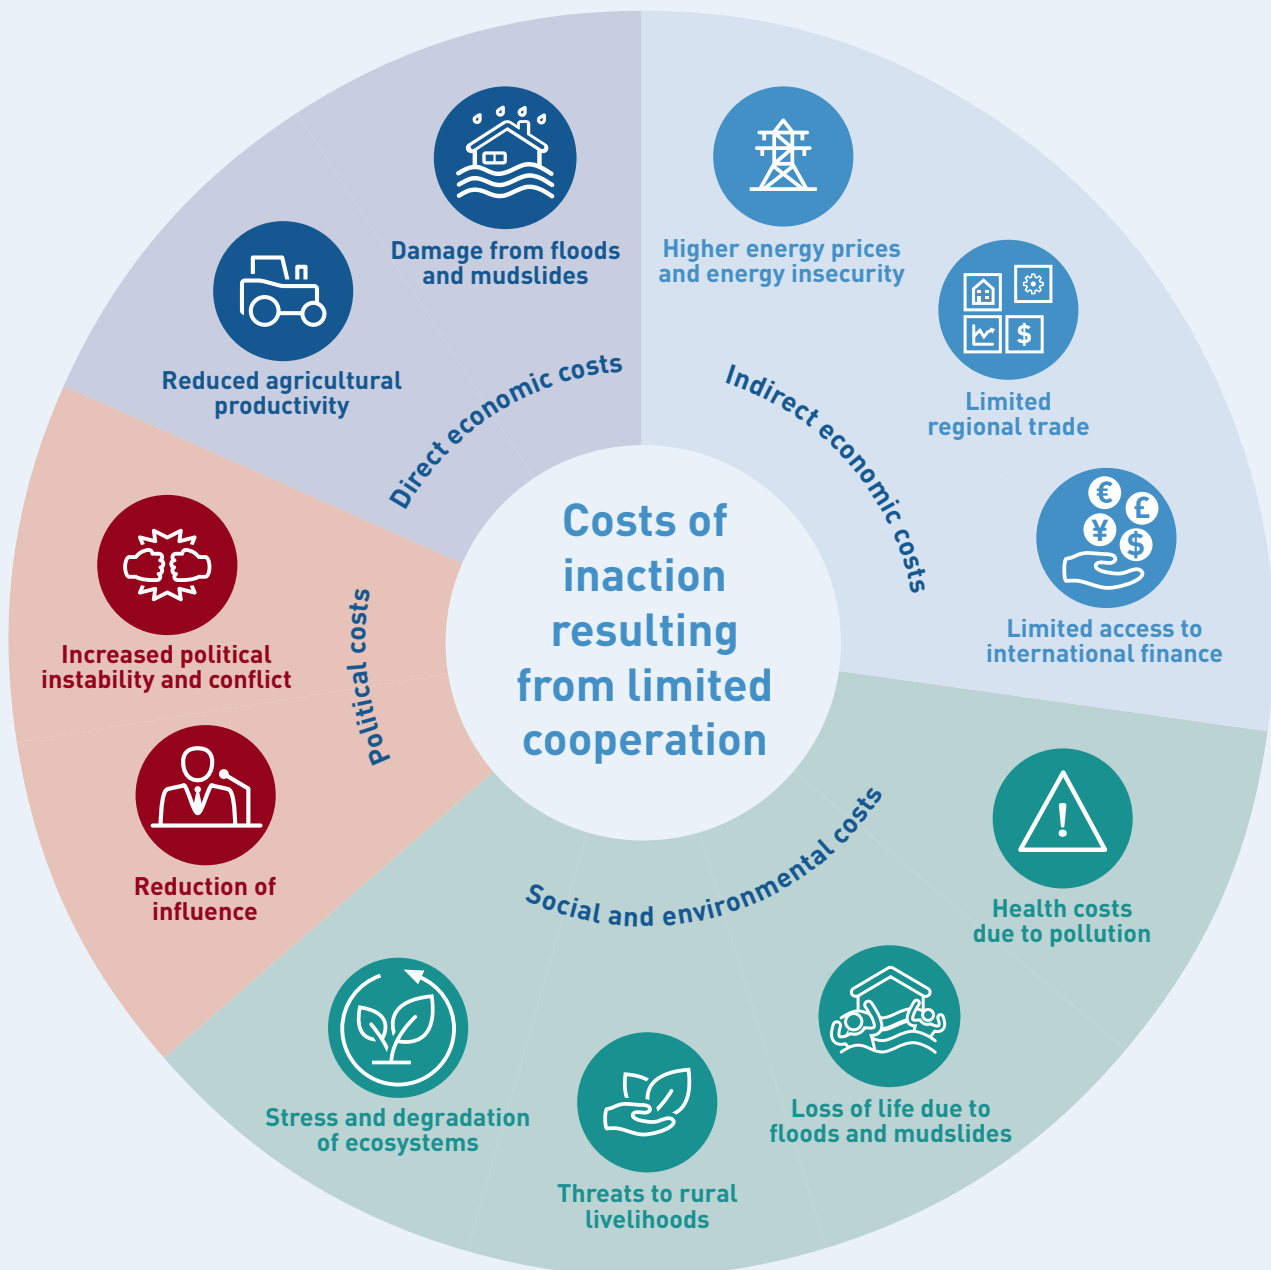 Costs of
inaction
resulting
from limited
cooperation
Direct economic costs
Damage from floods
and mudslides
Reduced agricultural
productivity
Indirect economic costs
Higher energy prices
and energy insecurity
Limited
regional trade
$
Limited access to
international finance
€
£
¥
$
Social and environmental costs
Health costs
due to pollution
!
Loss of life due to
floods and mudslides
Threats to rural
livelihoods
Stress and degradation
of ecosystems
Political costs
Reduction of
influence
Increased political
instability and conflict